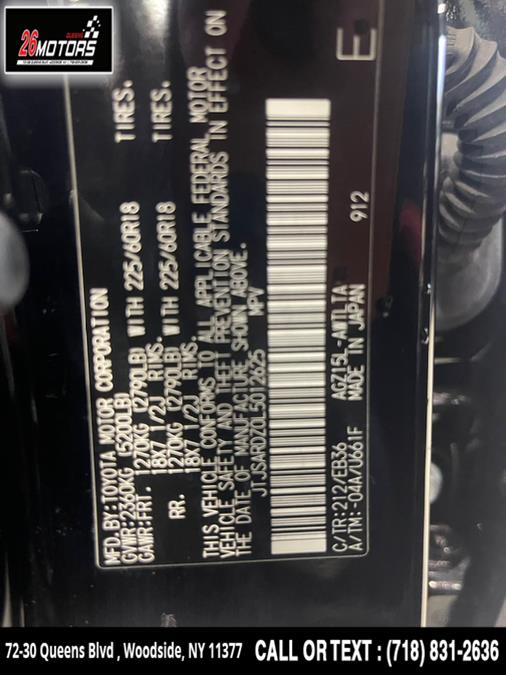 QUEENS
26MOTORS
MFD.BY:TOYOTA MOTOR CORPORATION
GVWR:2360KG (5200LB)
GAWR:FRT. 1270KG (2790LB) WITH 225/60R18 TIRES.
18X7 1/2J RIMS.
RR. 1270KG (2790LB) WITH 225/60R18 TIRES.
18X7 1/2J RIMS.
THIS VEHICLE CONFORMS TO ALL APPLICABLE FEDERAL MOTOR
VEHICLE SAFETY AND THEFT PREVENTION STANDARDS IN EFFECT ON
THE DATE OF MANUFACTURE SHOWN ABOVE.
JTJSARDZ0L5012625 MPV
E
C/TR:212/EB36 AGZ15L-AWTLTA 912
A/TM:-04A/U661F MADE IN JAPAN
72-30 Queens Blvd , Woodside, NY 11377 CALL OR TEXT : (718) 831-2636